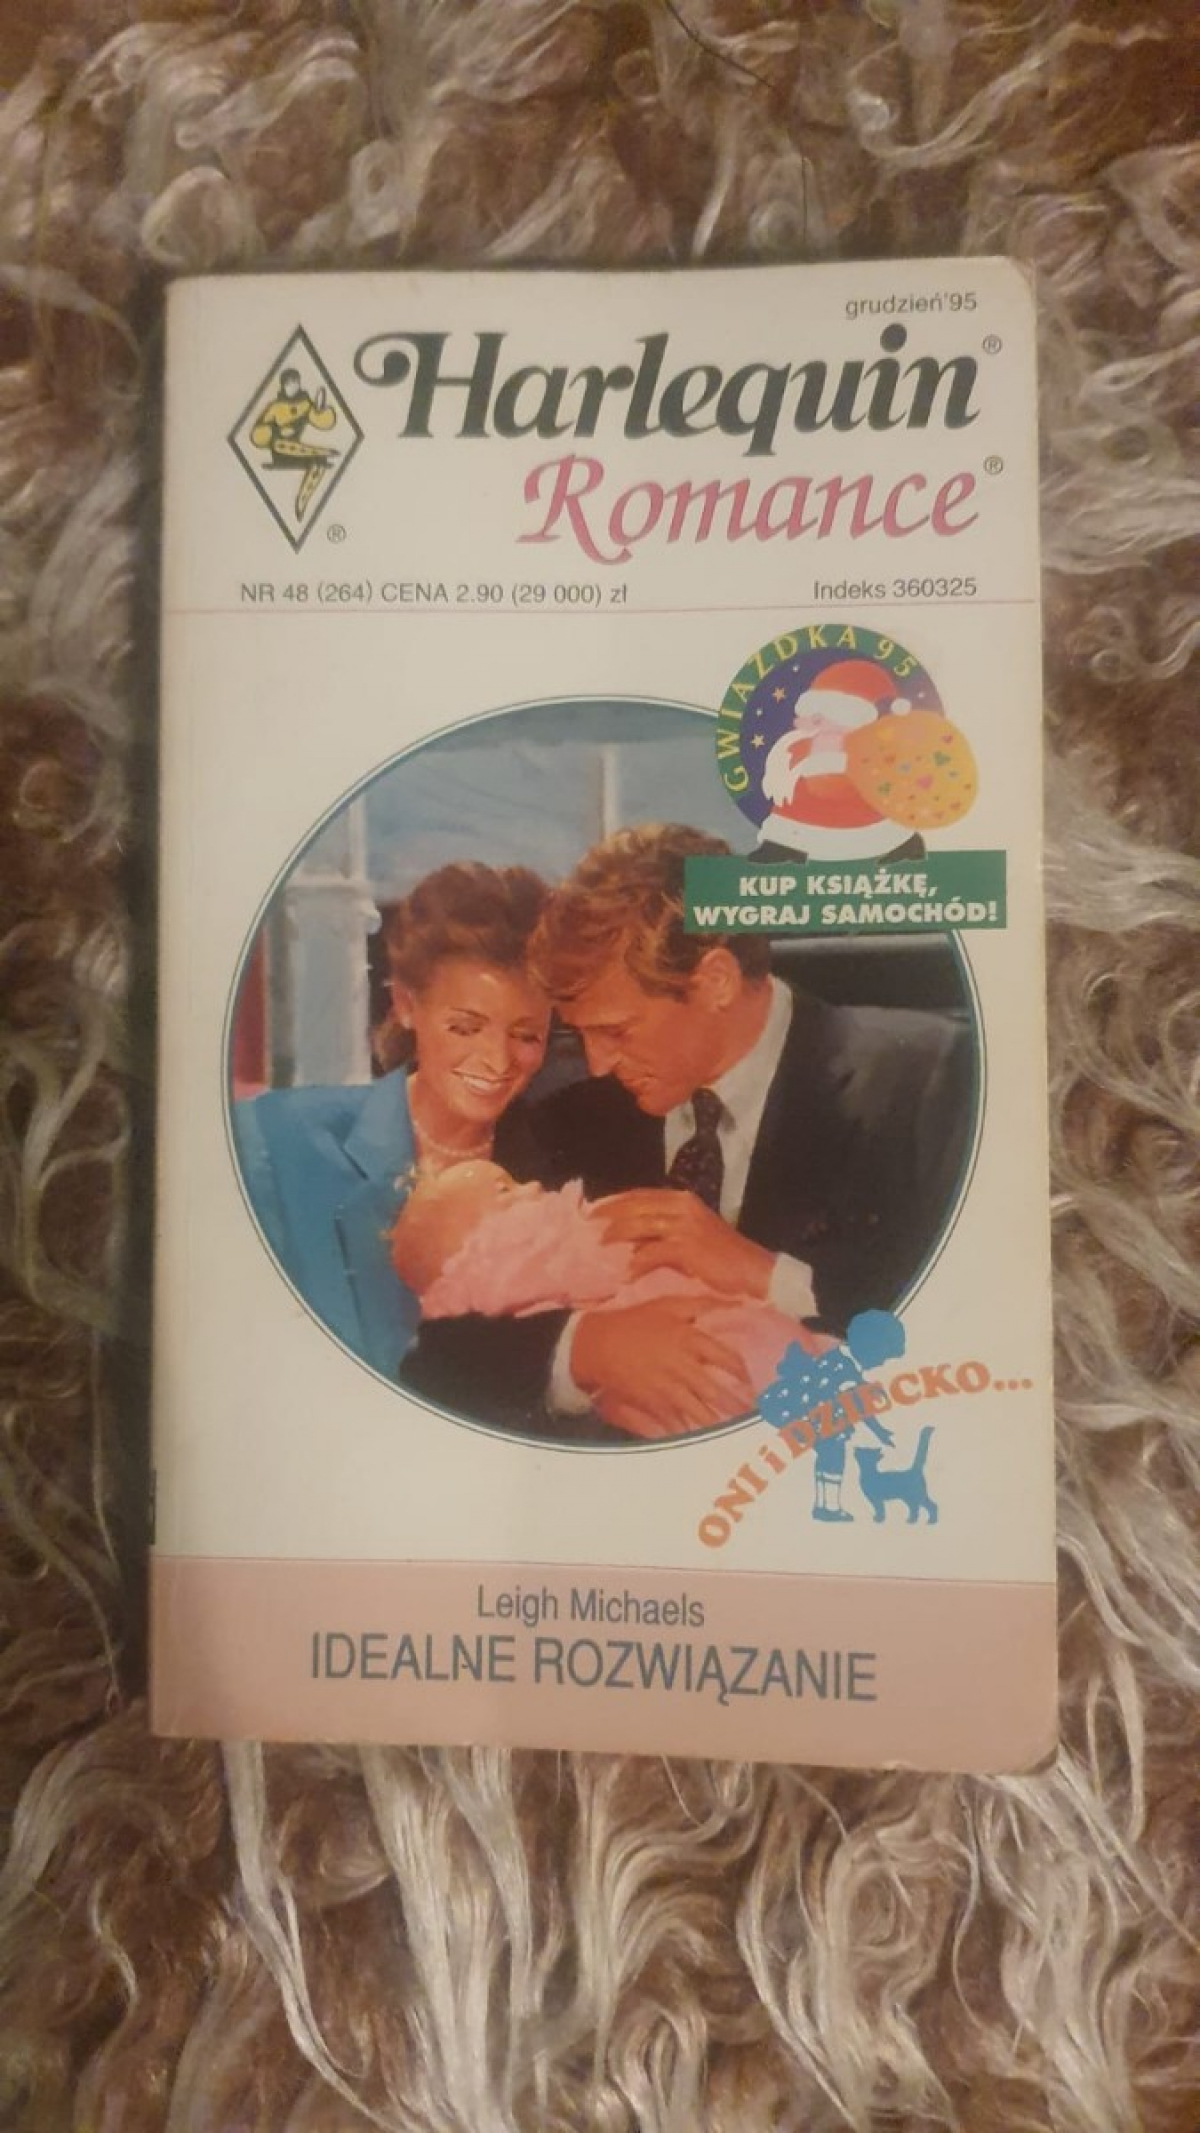 grudzień'95
Harlequin®
Romance®
®
NR 48 (264) CENA 2.90 (29 000) zł
Indeks 360325
GWIAZDKA 95
KUP KSIĄŻKĘ,
WYGRAJ SAMOCHÓD!
ONI i DZIECKO...
Leigh Michaels
IDEALNE ROZWIĄZANIE